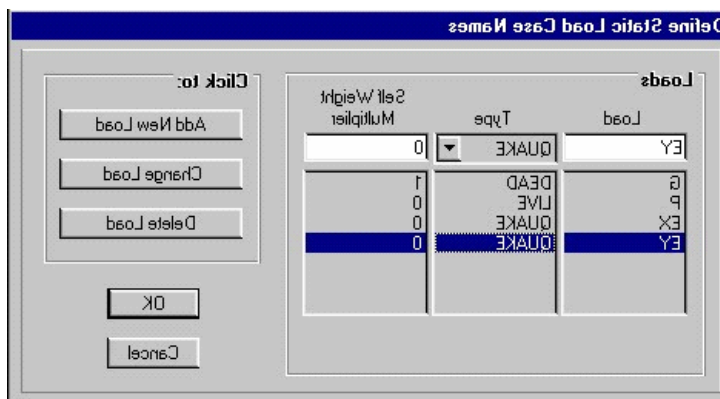 Define Static Load Case Names
Loads
Load Type Self Weight Multiplier
EY QUAKE 0
G DEAD 1
P LIVE 0
EX QUAKE 0
EY QUAKE 0
Click to:
Add New Load
Change Load
Delete Load
OK
Cancel